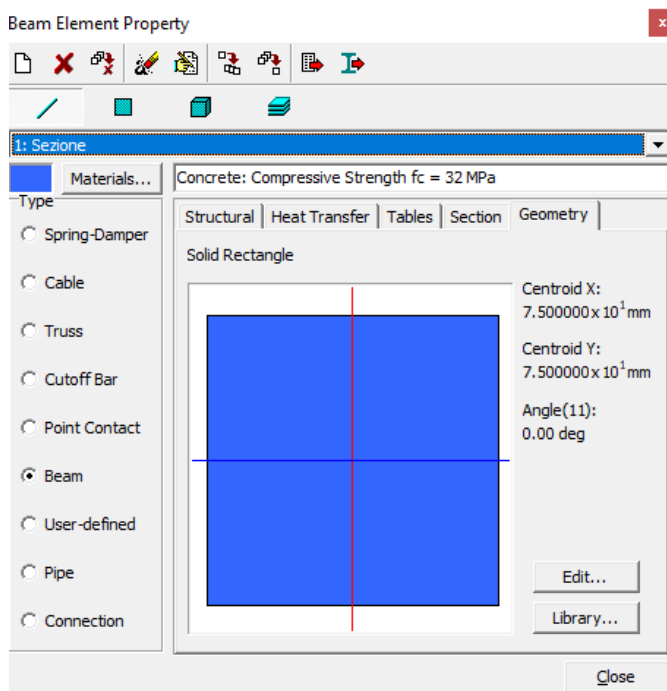 Beam Element Property
x
1: Sezione
Materials...
Concrete: Compressive Strength fc = 32 MPa
Type
Spring-Damper
Cable
Truss
Cutoff Bar
Point Contact
Beam
User-defined
Pipe
Connection
Structural
Heat Transfer
Tables
Section
Geometry
Solid Rectangle
Centroid X:
7.500000x10¹mm
Centroid Y:
7.500000x10¹mm
Angle(11):
0.00 deg
Edit...
Library...
Close